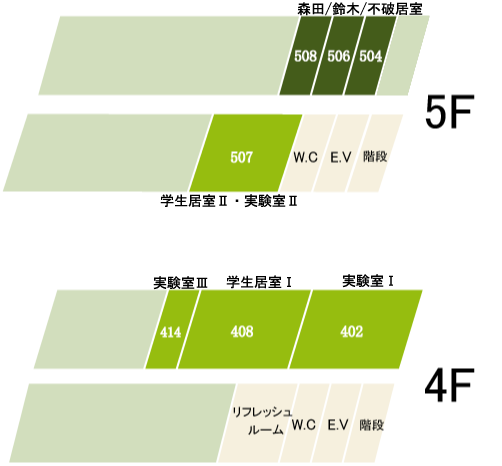 森田/鈴木/不破居室
508 506 504
5F
507 W.C E.V 階段
学生居室Ⅱ・実験室Ⅱ
実験室Ⅲ 学生居室Ⅰ 実験室Ⅰ
414 408 402
4F
リフレッシュ
ルーム W.C E.V 階段